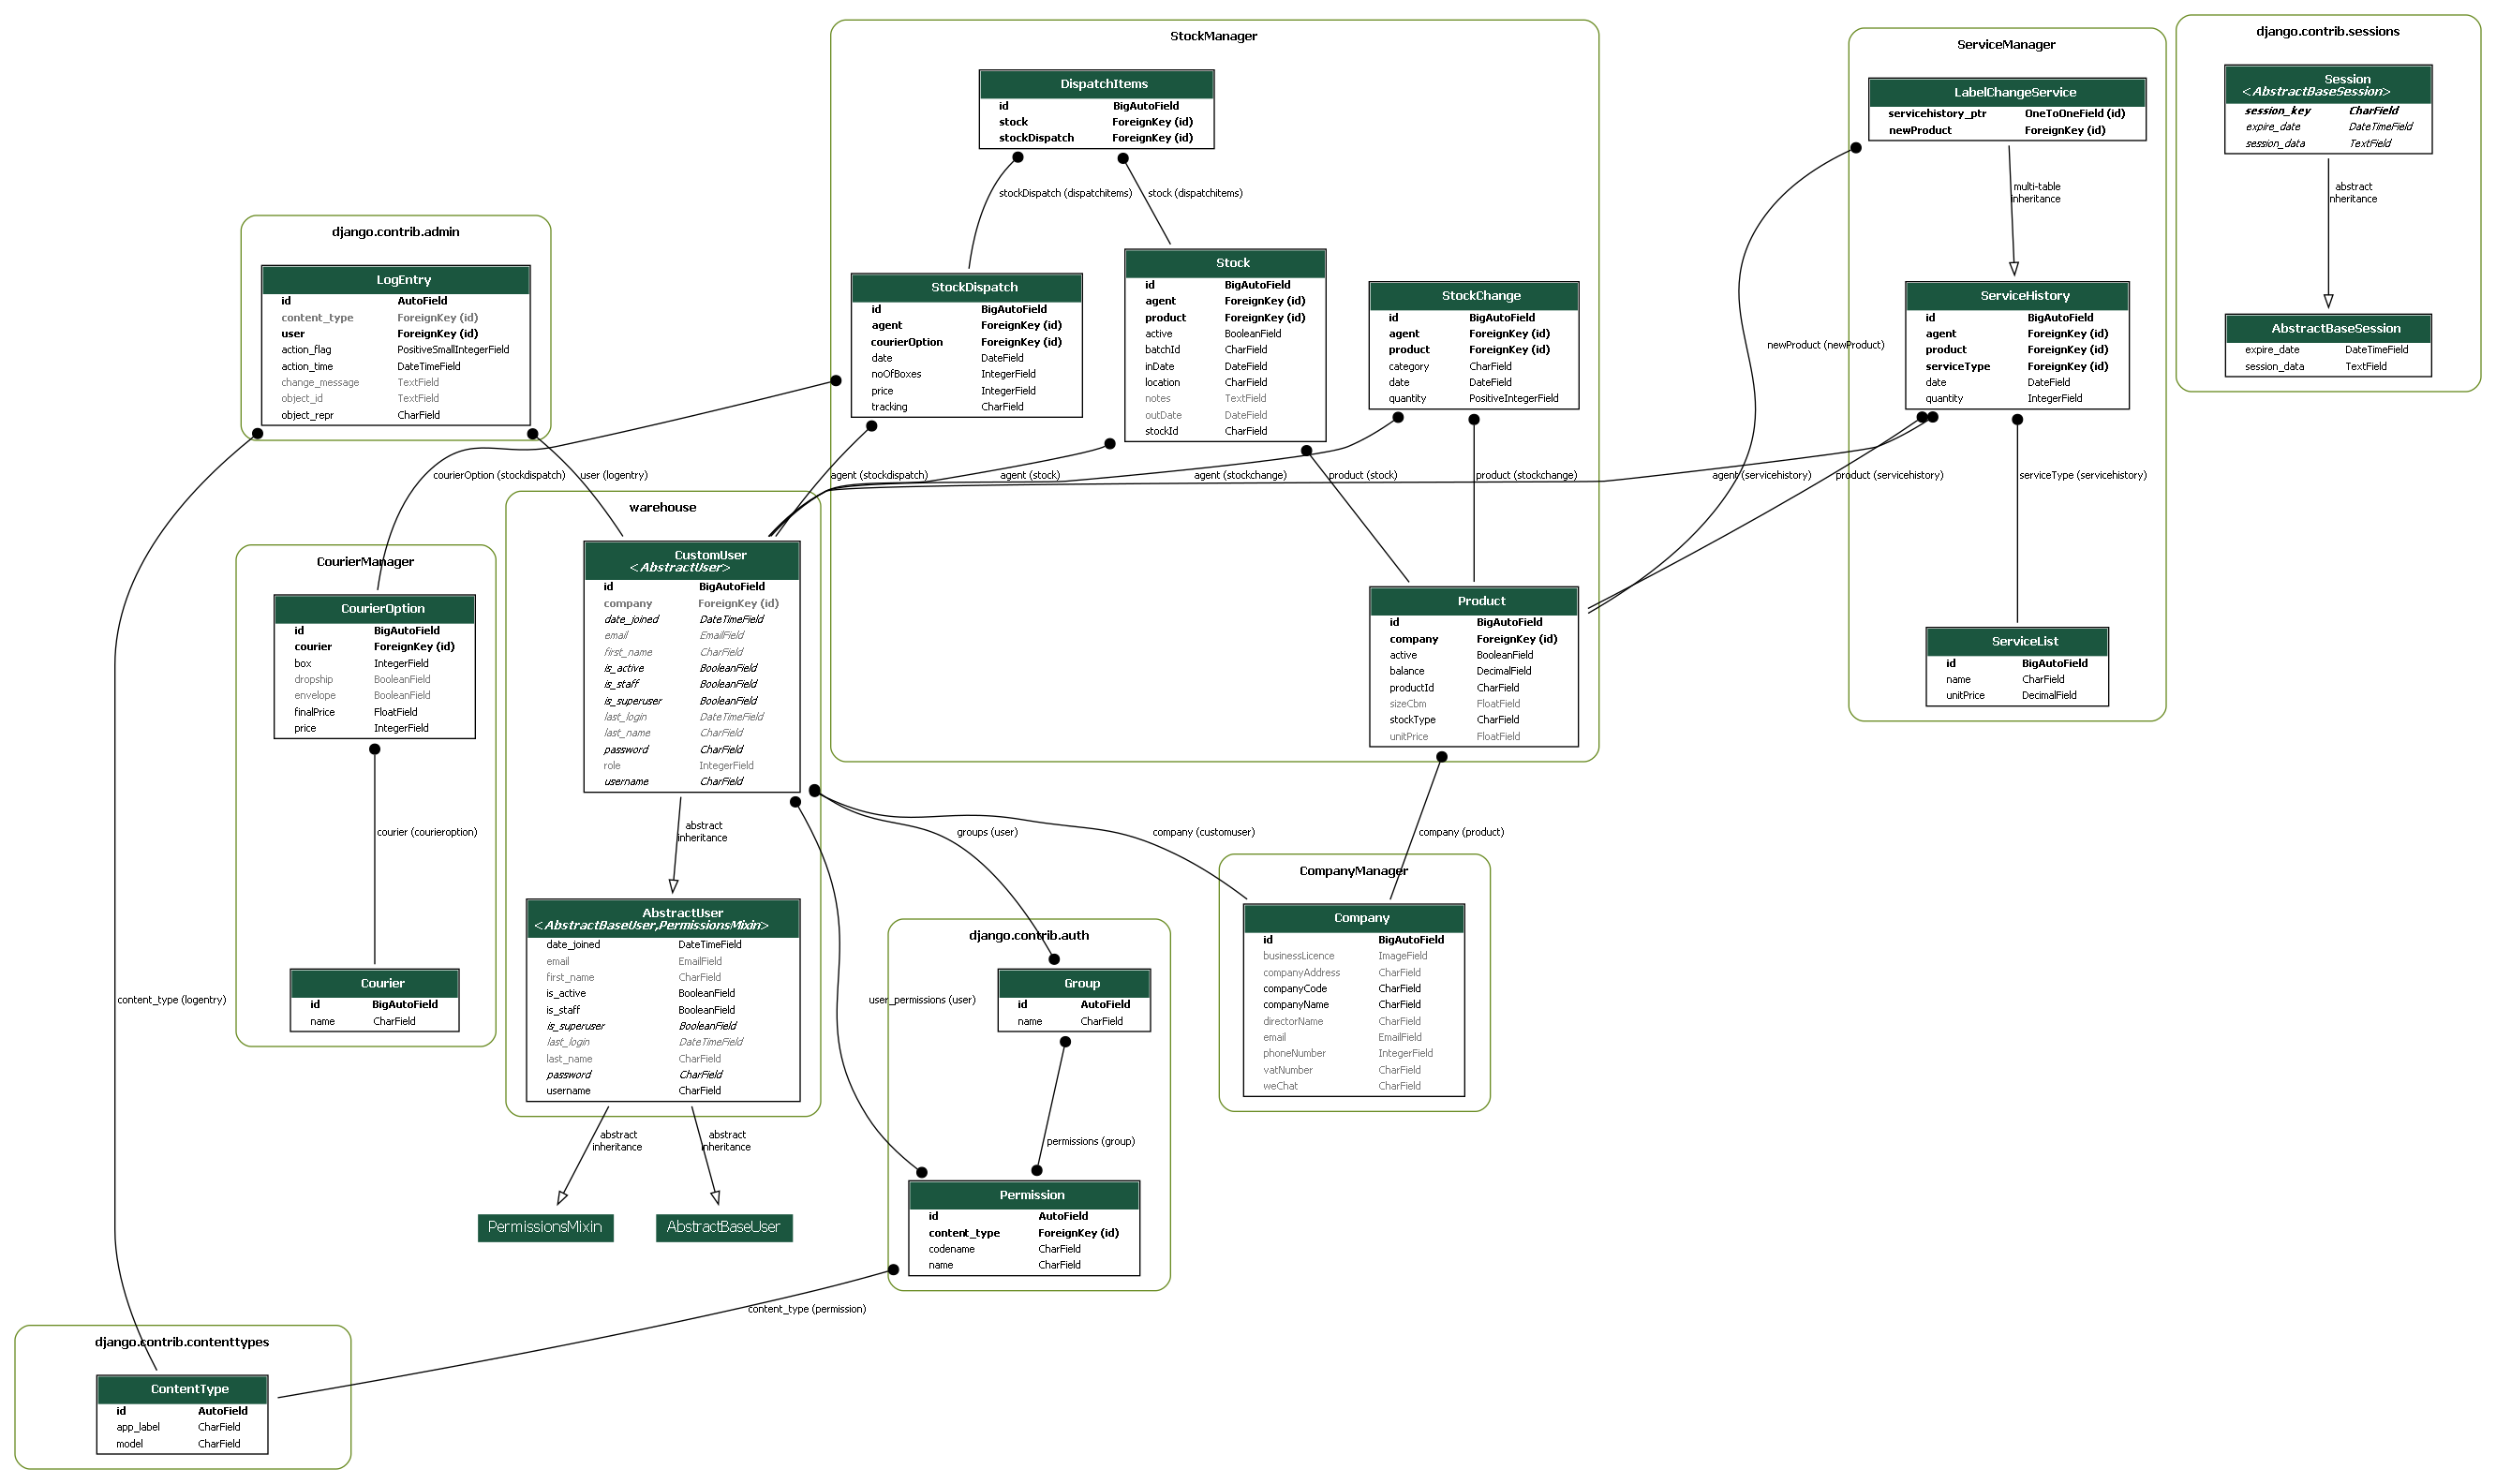 StockManager
DispatchItems
id BigAutoField
stock ForeignKey (id)
stockDispatch ForeignKey (id)
stockDispatch (dispatchitems)
stock (dispatchitems)
StockDispatch
id BigAutoField
agent ForeignKey (id)
courierOption ForeignKey (id)
date DateField
noOfBoxes IntegerField
price IntegerField
tracking CharField
Stock
id BigAutoField
agent ForeignKey (id)
product ForeignKey (id)
active BooleanField
batchId CharField
inDate DateField
location CharField
notes TextField
outDate DateField
stockId CharField
StockChange
id BigAutoField
agent ForeignKey (id)
product ForeignKey (id)
category CharField
date DateField
quantity PositiveIntegerField
agent (stockdispatch)
agent (stock)
agent (stockchange)
product (stock)
product (stockchange)
Product
id BigAutoField
company ForeignKey (id)
active BooleanField
balance DecimalField
productId CharField
sizeCbm FloatField
stockType CharField
unitPrice FloatField
ServiceManager
LabelChangeService
servicehistory_ptr OneToOneField (id)
newProduct ForeignKey (id)
multi-table
inheritance
newProduct (newProduct)
ServiceHistory
id BigAutoField
agent ForeignKey (id)
product ForeignKey (id)
serviceType ForeignKey (id)
date DateField
quantity IntegerField
agent (servicehistory)
product (servicehistory)
serviceType (servicehistory)
ServiceList
id BigAutoField
name CharField
unitPrice DecimalField
django.contrib.sessions
Session
<AbstractBaseSession>
session_key CharField
expire_date DateTimeField
session_data TextField
abstract
inheritance
AbstractBaseSession
expire_date DateTimeField
session_data TextField
django.contrib.admin
LogEntry
id AutoField
content_type ForeignKey (id)
user ForeignKey (id)
action_flag PositiveSmallIntegerField
action_time DateTimeField
change_message TextField
object_id TextField
object_repr CharField
courierOption (stockdispatch)
user (logentry)
CourierManager
CourierOption
id BigAutoField
courier ForeignKey (id)
box IntegerField
dropship BooleanField
envelope BooleanField
finalPrice FloatField
price IntegerField
courier (courieroption)
Courier
id BigAutoField
name CharField
content_type (logentry)
warehouse
CustomUser
<AbstractUser>
id BigAutoField
company ForeignKey (id)
date_joined DateTimeField
email EmailField
first_name CharField
is_active BooleanField
is_staff BooleanField
is_superuser BooleanField
last_login DateTimeField
last_name CharField
password CharField
role IntegerField
username CharField
abstract
inheritance
AbstractUser
<AbstractBaseUser,PermissionsMixin>
date_joined DateTimeField
email EmailField
first_name CharField
is_active BooleanField
is_staff BooleanField
is_superuser BooleanField
last_login DateTimeField
last_name CharField
password CharField
username CharField
abstract
inheritance
abstract
inheritance
PermissionsMixin
AbstractBaseUser
groups (user)
company (customuser)
company (product)
user_permissions (user)
CompanyManager
Company
id BigAutoField
businessLicence ImageField
companyAddress CharField
companyCode CharField
companyName CharField
directorName CharField
email EmailField
phoneNumber IntegerField
vatNumber CharField
weChat CharField
django.contrib.auth
Group
id AutoField
name CharField
permissions (group)
Permission
id AutoField
content_type ForeignKey (id)
codename CharField
name CharField
content_type (permission)
django.contrib.contenttypes
ContentType
id AutoField
app_label CharField
model CharField